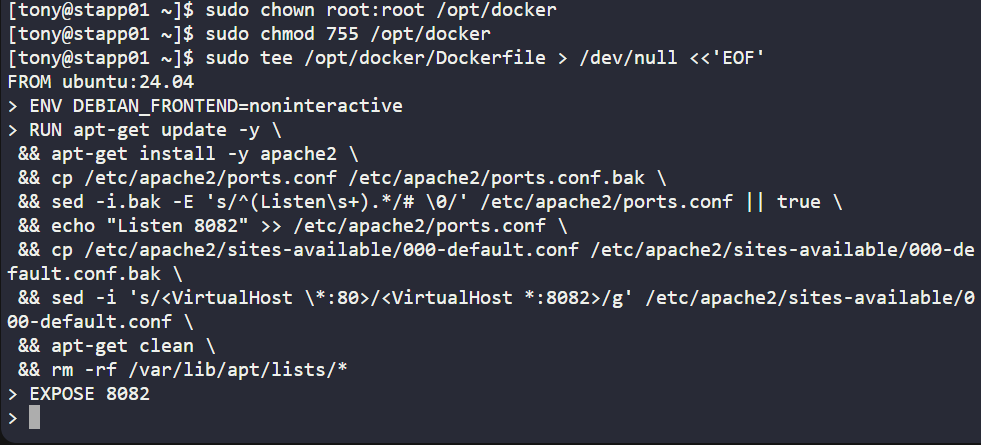 [tony@stapp01 ~]$ sudo chown root:root /opt/docker
[tony@stapp01 ~]$ sudo chmod 755 /opt/docker
[tony@stapp01 ~]$ sudo tee /opt/docker/Dockerfile > /dev/null <<'EOF'
FROM ubuntu:24.04
> ENV DEBIAN_FRONTEND=noninteractive
> RUN apt-get update -y \
 && apt-get install -y apache2 \
 && cp /etc/apache2/ports.conf /etc/apache2/ports.conf.bak \
 && sed -i.bak -E 's/^(Listen\s+).*/# \0/' /etc/apache2/ports.conf || true \
 && echo "Listen 8082" >> /etc/apache2/ports.conf \
 && cp /etc/apache2/sites-available/000-default.conf /etc/apache2/sites-available/000-de
fault.conf.bak \
 && sed -i 's/<VirtualHost \*:80>/<VirtualHost *:8082>/g' /etc/apache2/sites-available/0
00-default.conf \
 && apt-get clean \
 && rm -rf /var/lib/apt/lists/*
> EXPOSE 8082
>